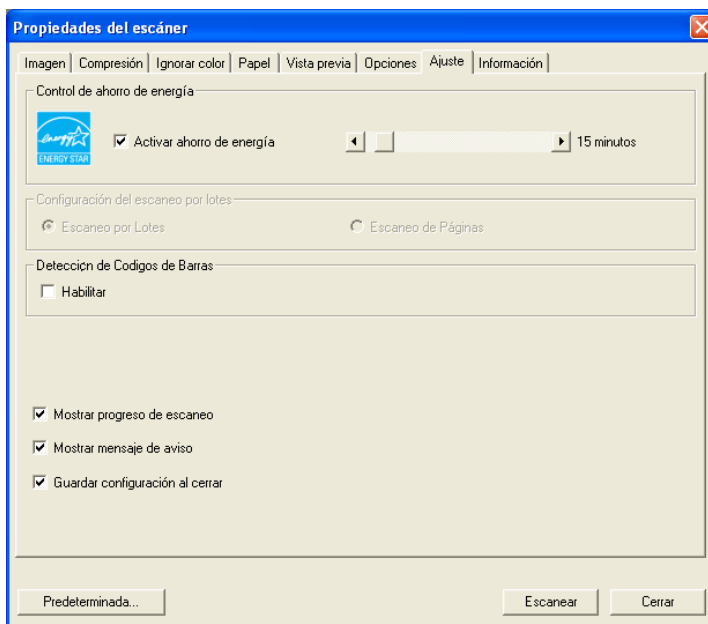 Propiedades del escáner
Imagen Compresión Ignorar color Papel Vista previa Opciones Ajuste Información
Control de ahorro de energía
energy
ENERGY STAR
Activar ahorro de energía 15 minutos
Configuración del escaneo por lotes
Escaneo por Lotes Escaneo de Páginas
Detección de Codigos de Barras
Habilitar
Mostrar progreso de escaneo
Mostrar mensaje de aviso
Guardar configuración al cerrar
Predeterminada... Escanear Cerrar